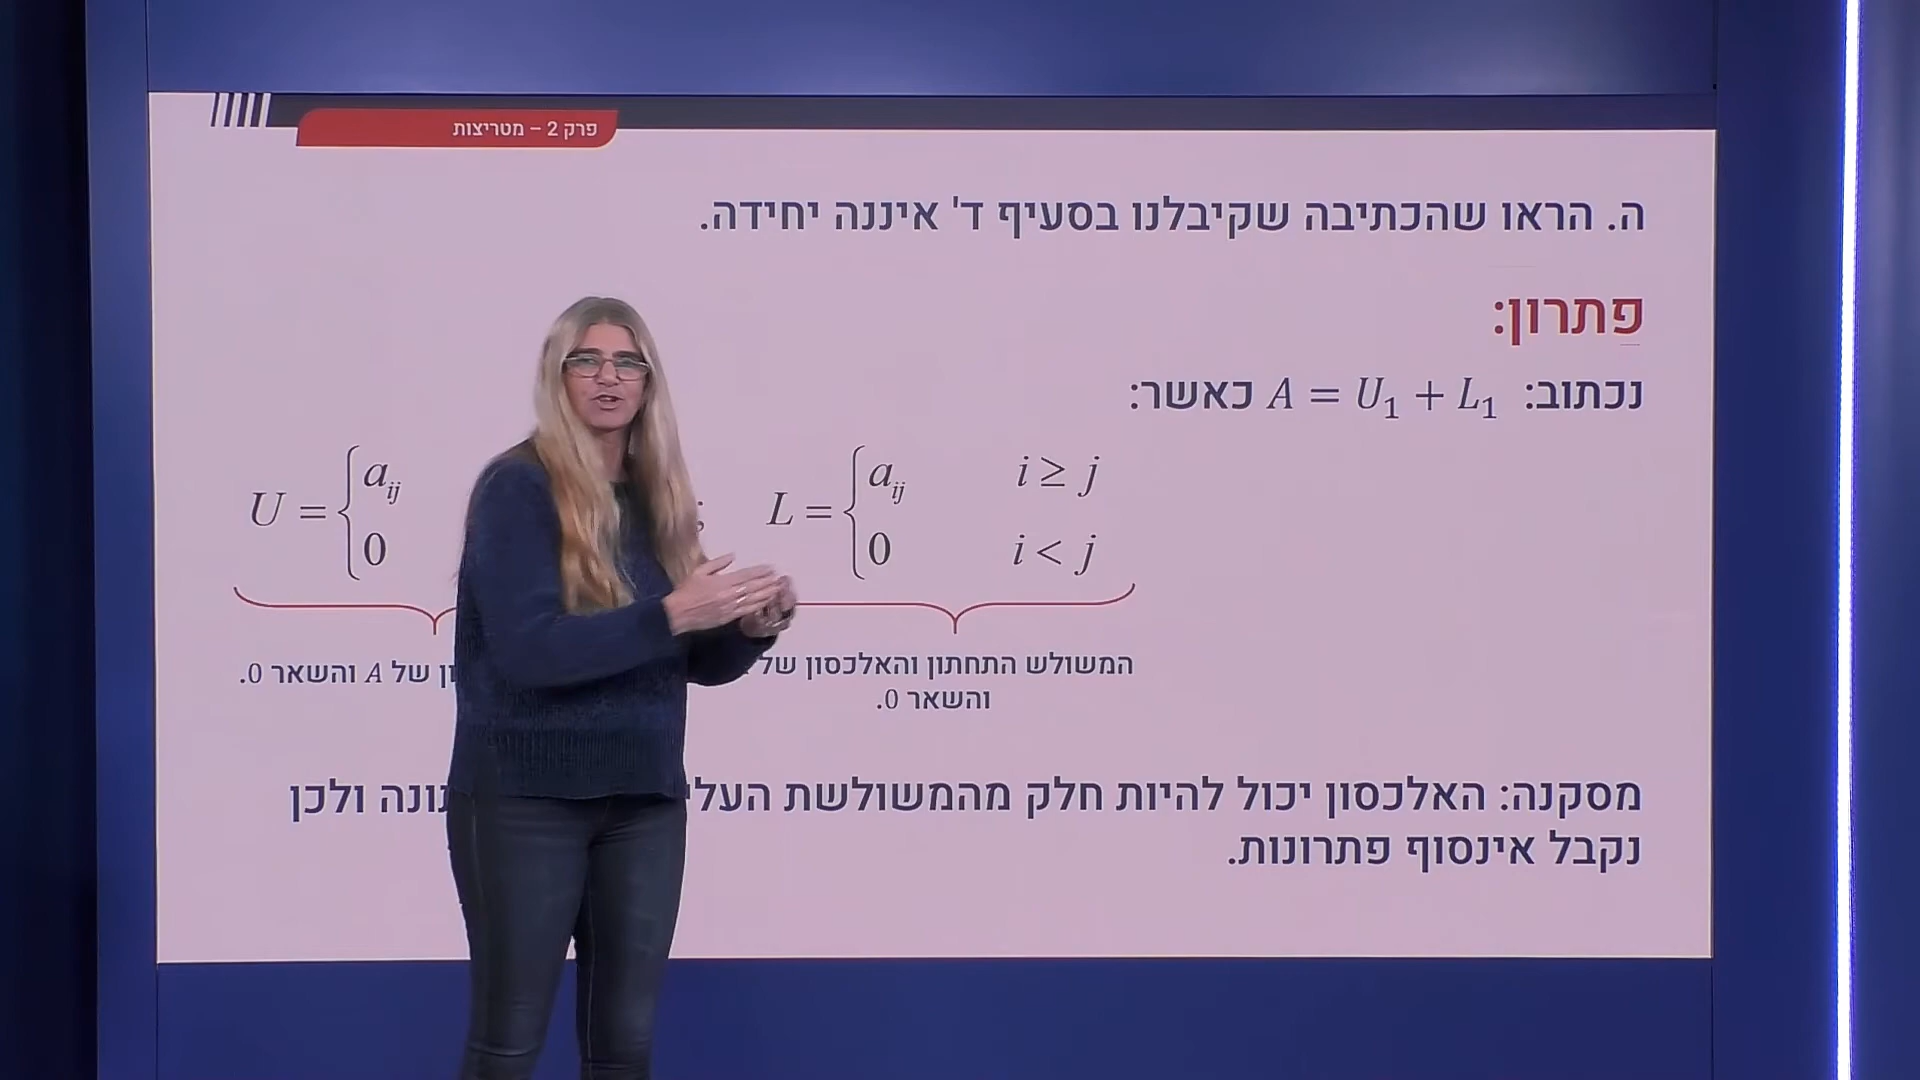 פרק 2 – מטריצות
ה. הראו שהכתיבה שקיבלנו בסעיף ד' איננה יחידה.
פתרון:
נכתוב: A = U₁ + L₁ כאשר:
U = { a_ij ; L = { a_ij i ≥ j
0 0 i < j
המשולש התחתון והאלכסון של
והשאר 0.
של A והשאר 0.
מסקנה: האלכסון יכול להיות חלק מהמשולשת ולכן
נקבל אינסוף פתרונות.